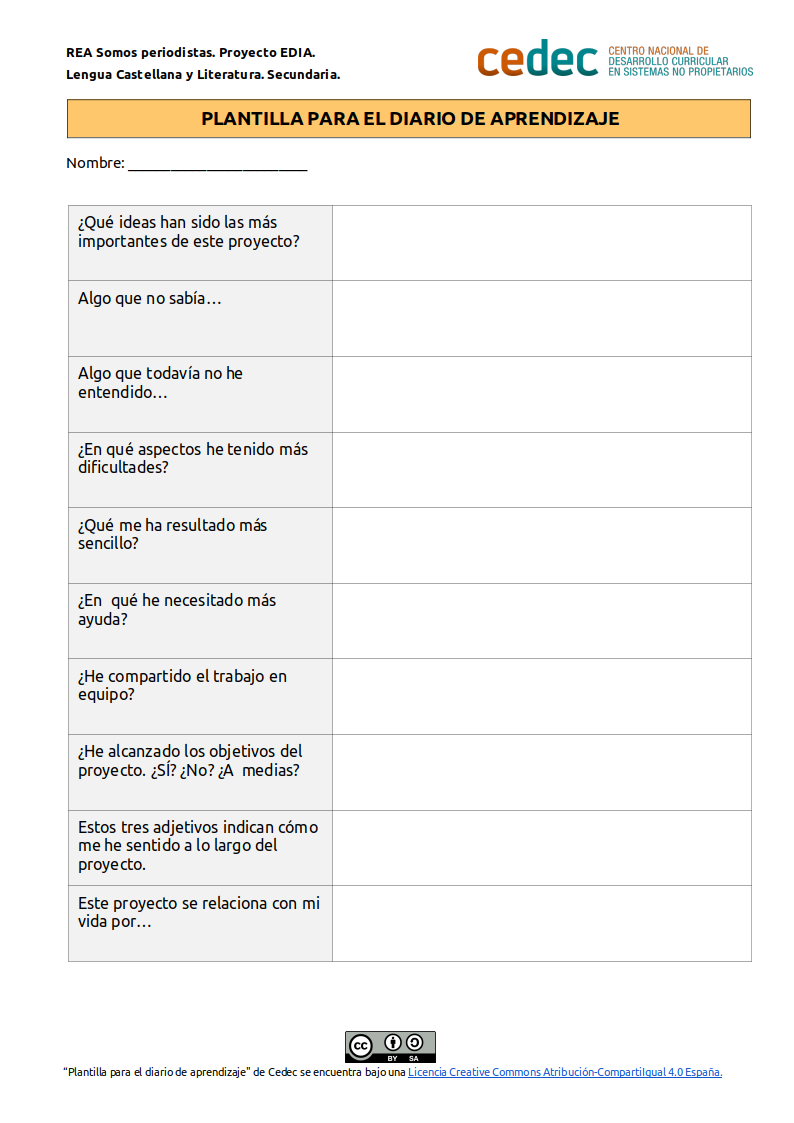 REA Somos periodistas. Proyecto EDIA.
Lengua Castellana y Literatura. Secundaria.
cedec
CENTRO NACIONAL DE
DESARROLLO CURRICULAR
EN SISTEMAS NO PROPIETARIOS
PLANTILLA PARA EL DIARIO DE APRENDIZAJE
Nombre: _______________________
¿Qué ideas han sido las más
importantes de este proyecto?
Algo que no sabía…
Algo que todavía no he
entendido…
¿En qué aspectos he tenido más
dificultades?
¿Qué me ha resultado más
sencillo?
¿En  qué he necesitado más
ayuda?
¿He compartido el trabajo en
equipo?
¿He alcanzado los objetivos del
proyecto. ¿SÍ? ¿No? ¿A  medias?
Estos tres adjetivos indican cómo
me he sentido a lo largo del
proyecto.
Este proyecto se relaciona con mi
vida por…
cc
BY SA
“Plantilla para el diario de aprendizaje" de Cedec se encuentra bajo una Licencia Creative Commons Atribución-CompartiIgual 4.0 España.